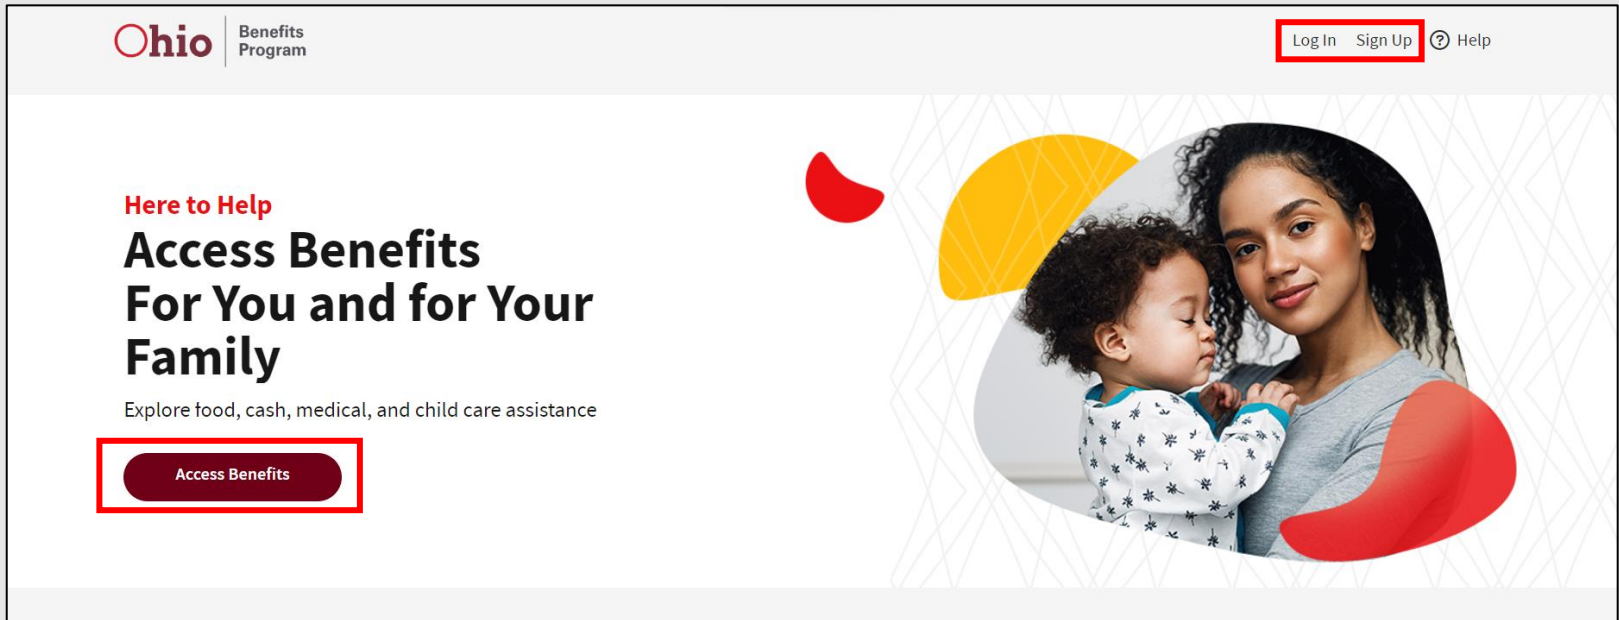 Ohio
Benefits
Program
Log In Sign Up ? Help
Here to Help
Access Benefits
For You and for Your
Family
Explore food, cash, medical, and child care assistance
Access Benefits